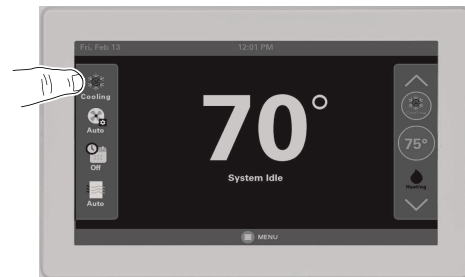 Fri, Feb 13
12:01 PM
Cooling
Auto
Off
Auto
70°
System Idle
75°
Heating
MENU